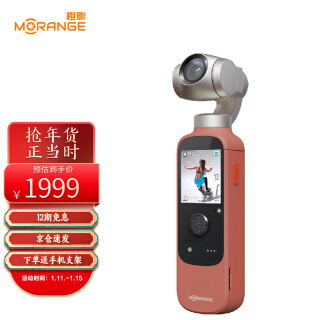 橙影
MORANGE
抢年货
正当时
预估到手价
¥1999
12期免息
京仓速发
下单送手机支架
活动时间:1.11.-1.15
MORANGE